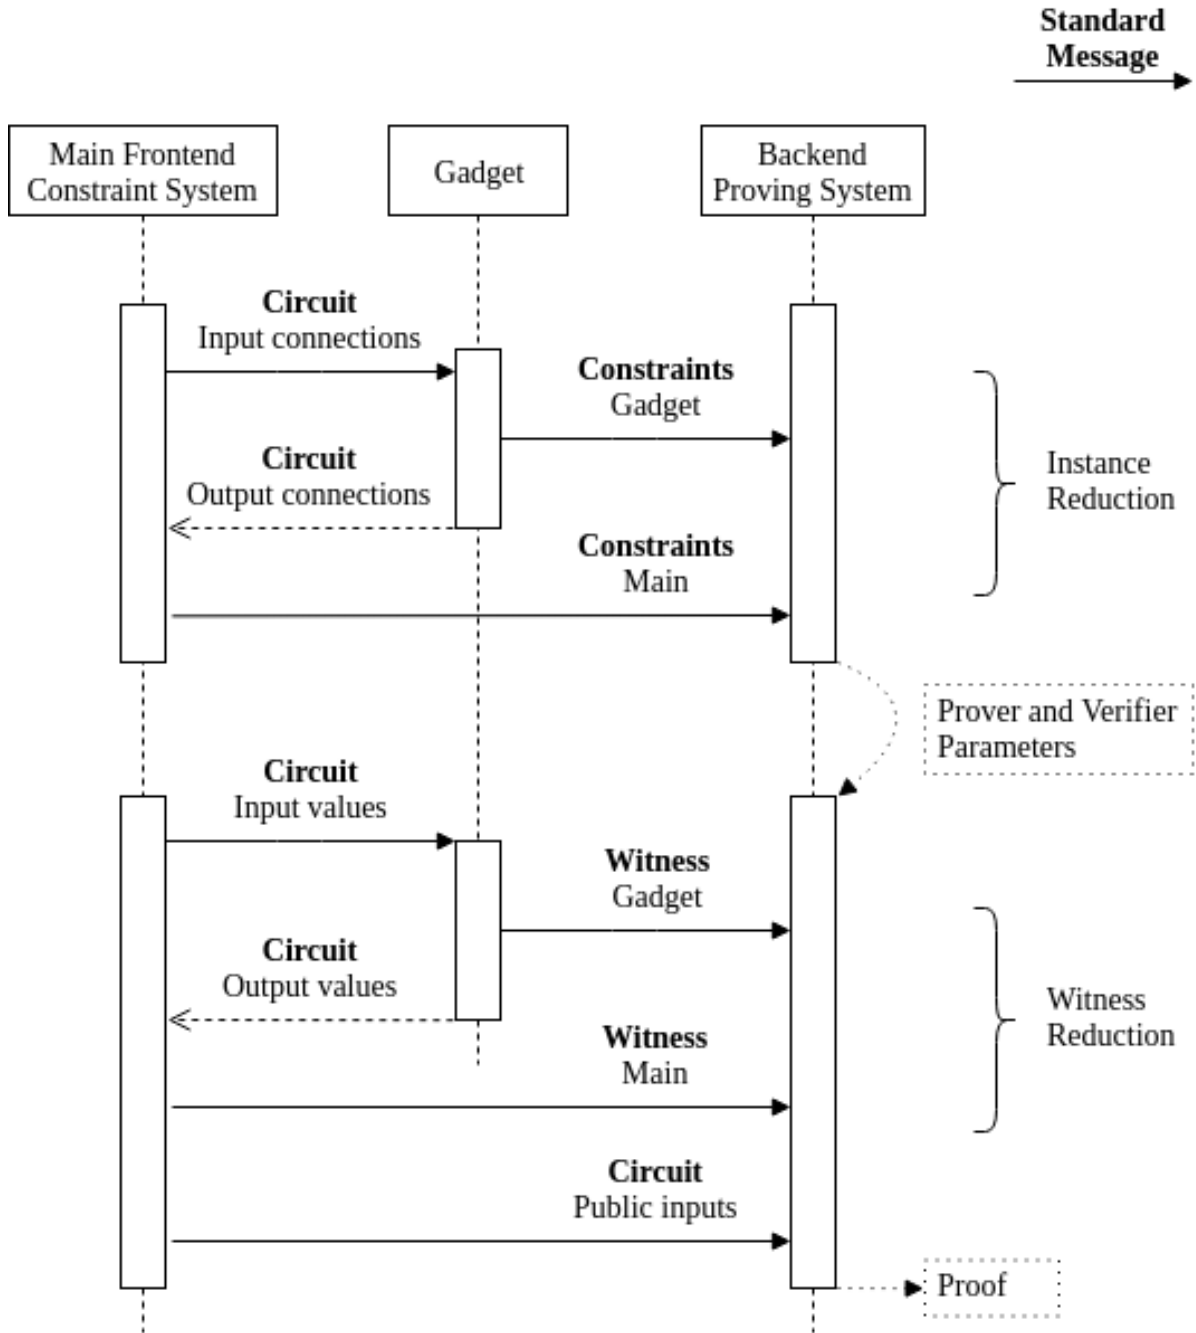 Standard
Message
Main Frontend
Constraint System
Gadget
Backend
Proving System
Circuit
Input connections
Constraints
Gadget
Circuit
Output connections
Instance
Reduction
Constraints
Main
Prover and Verifier
Parameters
Circuit
Input values
Witness
Gadget
Circuit
Output values
Witness
Reduction
Witness
Main
Circuit
Public inputs
Proof